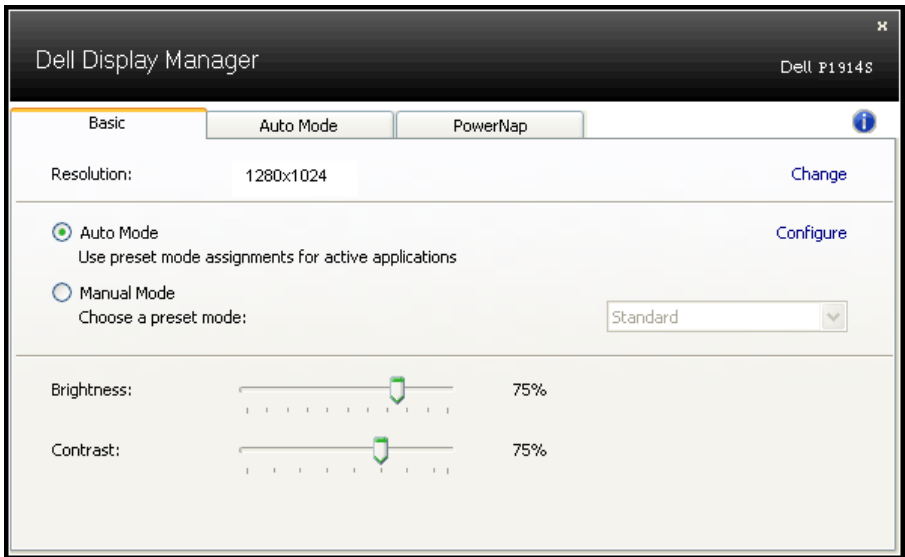 x
Dell Display Manager
Dell P1914S
Basic
Auto Mode
PowerNap
i
Resolution:
1280x1024
Change
Auto Mode
Configure
Use preset mode assignments for active applications
Manual Mode
Choose a preset mode:
Standard
Brightness:
75%
Contrast:
75%